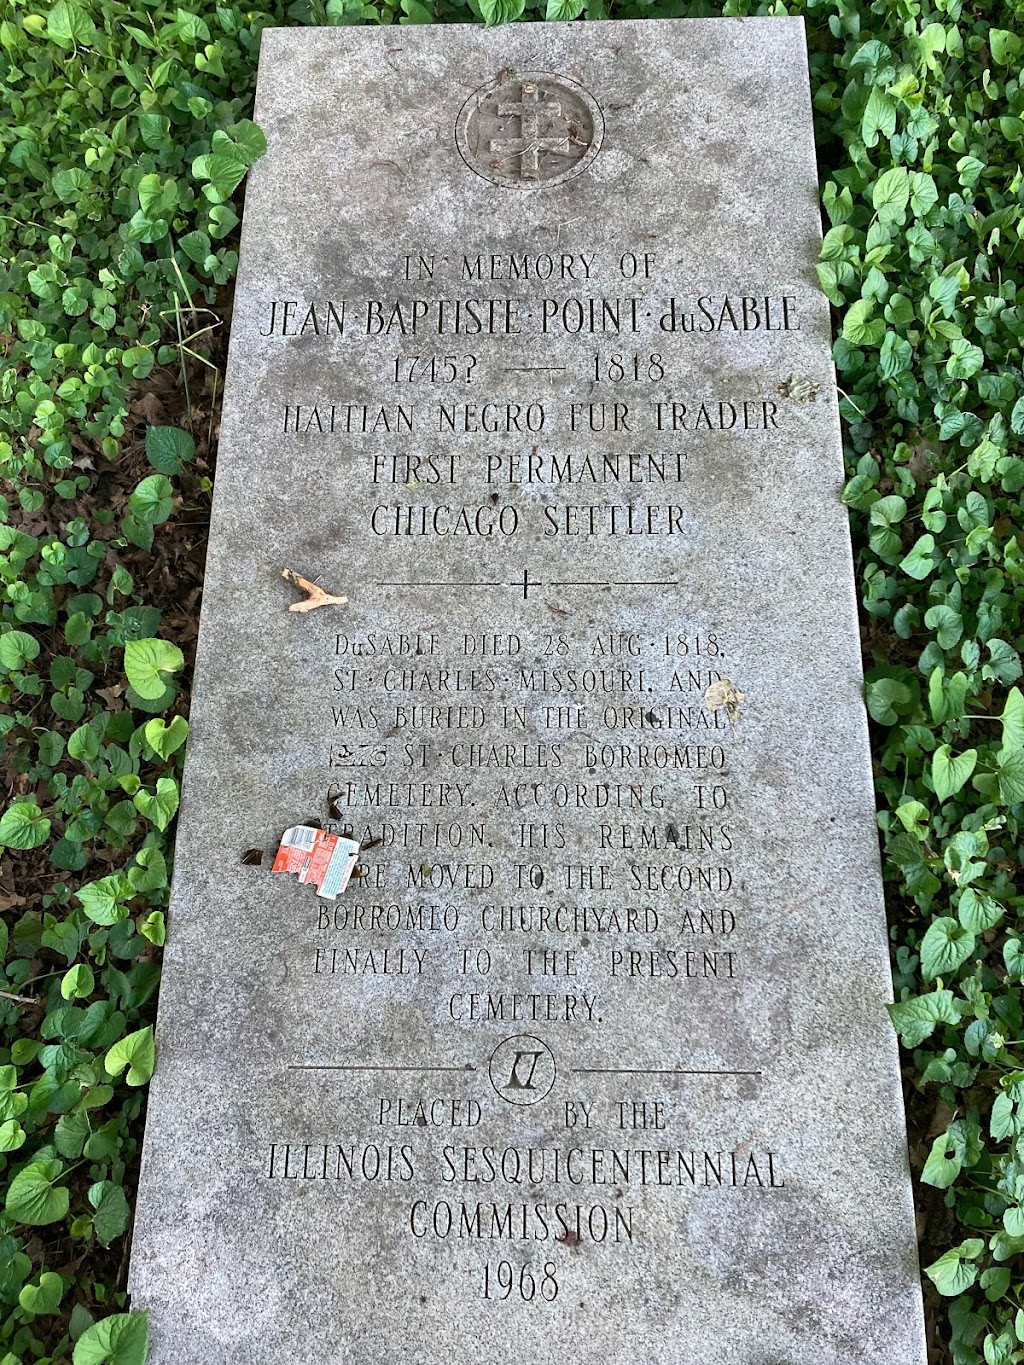 IN MEMORY OF
JEAN·BAPTISTE·POINT·duSABLE
1745? — 1818
HAITIAN NEGRO FUR TRADER
FIRST PERMANENT
CHICAGO SETTLER
DuSABLE DIED 28 AUG·1818,
ST·CHARLES·MISSOURI, AND
WAS BURIED IN THE ORIGINAL
ST·CHARLES BORROMEO
CEMETERY. ACCORDING TO
TRADITION, HIS REMAINS
MOVED TO THE SECOND
BORROMEO CHURCHYARD AND
FINALLY TO THE PRESENT
CEMETERY.
PLACED BY THE
ILLINOIS SESQUICENTENNIAL
COMMISSION
1968